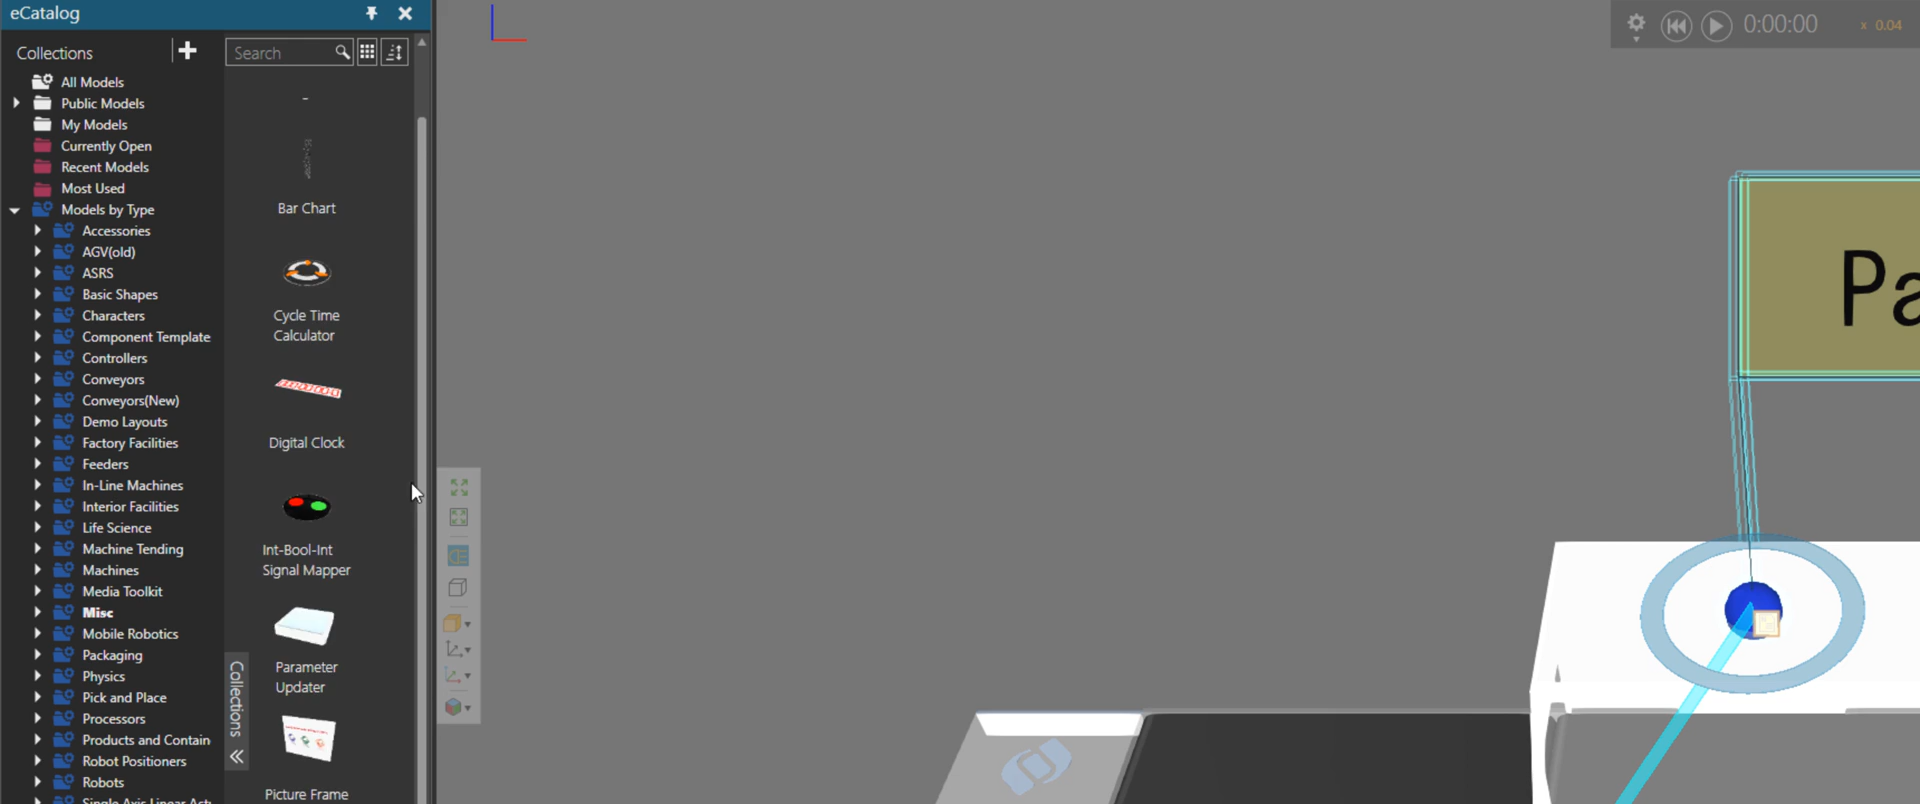 eCatalog
Collections
Search
All Models
Public Models
My Models
Currently Open
Recent Models
Most Used
Models by Type
Accessories
AGV(old)
ASRS
Basic Shapes
Characters
Component Template
Controllers
Conveyors
Conveyors(New)
Demo Layouts
Factory Facilities
Feeders
In-Line Machines
Interior Facilities
Life Science
Machine Tending
Machines
Media Toolkit
Misc
Mobile Robotics
Packaging
Physics
Pick and Place
Processors
Products and Contain
Robot Positioners
Robots
Bar Chart
Cycle Time
Calculator
Digital Clock
Int-Bool-Int
Signal Mapper
Parameter
Updater
Picture Frame
Collections
0:00:00
x 0.04
Pa